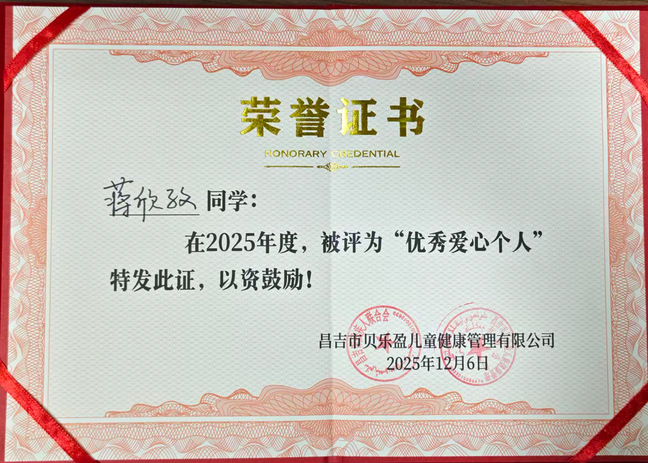 荣誉证书
HONORARY CREDENTIAL
蒋欣孜 同学：
在2025年度，被评为“优秀爱心个人”
特发此证，以资鼓励！
昌吉市贝乐盈儿童健康管理有限公司
2025年12月6日